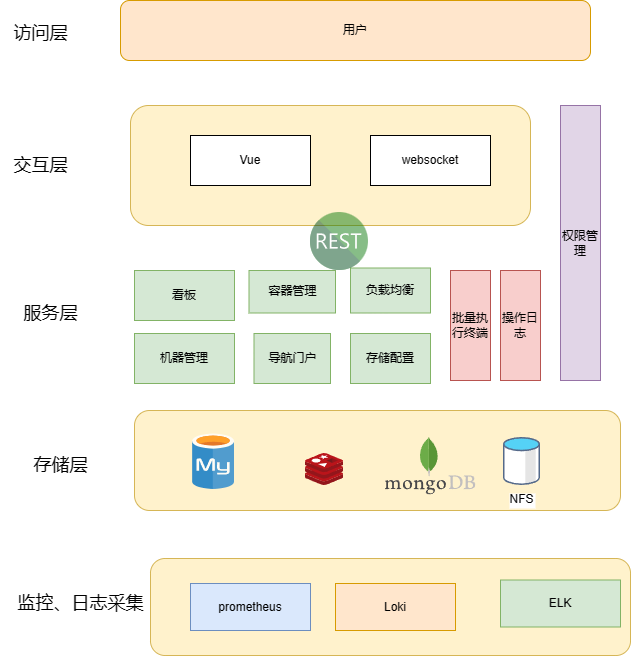 访问层
用户
交互层
Vue
websocket
REST
权限管
理
服务层
看板
容器管理
负载均衡
批量执
行终端
操作日
志
机器管理
导航门户
存储配置
存储层
My
mongoDB
NFS
监控、日志采集
prometheus
Loki
ELK